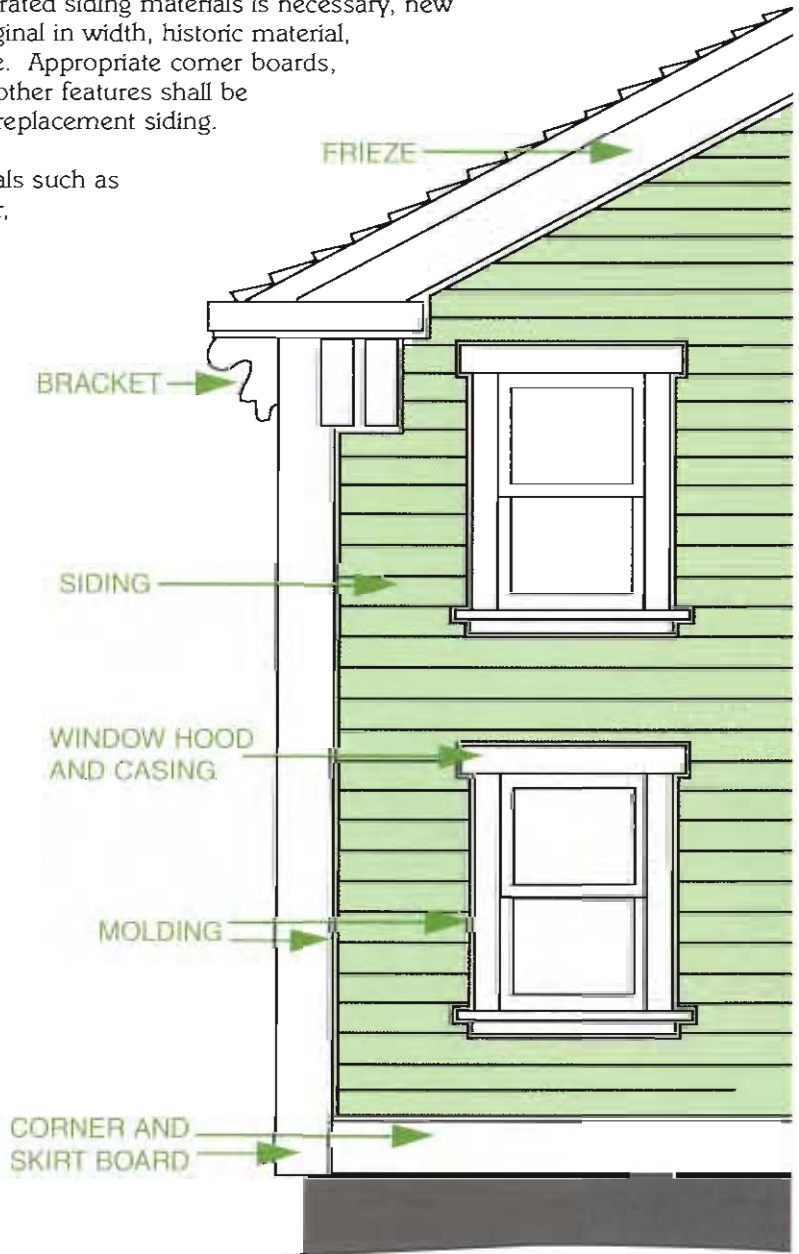 rated siding materials is necessary, new
ginal in width, historic material,
e. Appropriate corner boards,
other features shall be
replacement siding.
als such as
r,
FRIEZE
BRACKET
SIDING
WINDOW HOOD
AND CASING
MOLDING
CORNER AND
SKIRT BOARD